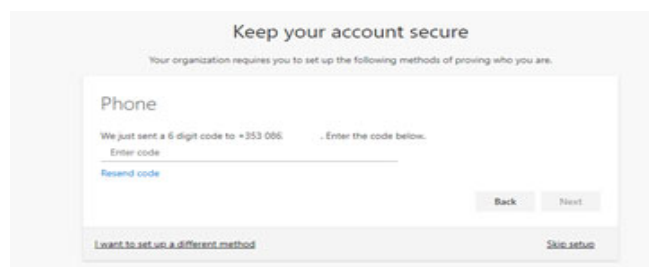 Keep your account secure
Your organization requires you to set up the following methods of proving who you are.
Phone
We just sent a 6 digit code to +353 086. . Enter the code below.
Enter code
Resend code
Back Next
I want to set up a different method Skip setup